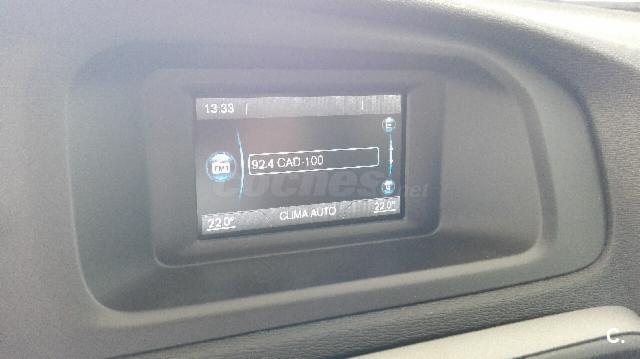 13:33
FM1
92.4 CAD-100
coches.net
22.0° CLIMA AUTO 22.0°
C.